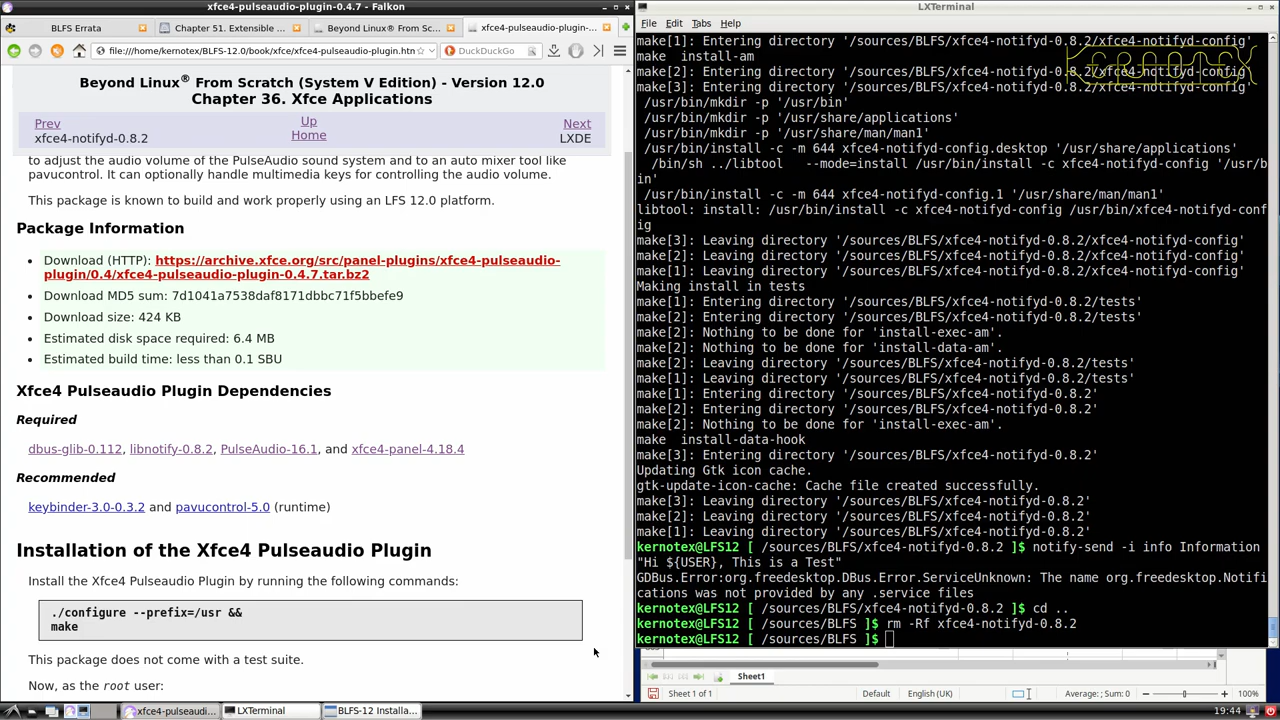 xfce4-pulseaudio-plugin-0.4.7 - Falkon
BLFS Errata
Chapter 51. Extensible ...
Beyond Linux® From Sc...
xfce4-pulseaudio-plugin-...
file:///home/kernotex/BLFS-12.0/book/xfce/xfce4-pulseaudio-plugin.htm
DuckDuckGo
Beyond Linux® From Scratch (System V Edition) - Version 12.0
Chapter 36. Xfce Applications
Prev
Up
Next
xfce4-notifyd-0.8.2
Home
LXDE
to adjust the audio volume of the PulseAudio sound system and to an auto mixer tool like
pavucontrol. It can optionally handle multimedia keys for controlling the audio volume.
This package is known to build and work properly using an LFS 12.0 platform.
Package Information
Download (HTTP): https://archive.xfce.org/src/panel-plugins/xfce4-pulseaudio-
plugin/0.4/xfce4-pulseaudio-plugin-0.4.7.tar.bz2
Download MD5 sum: 7d1041a7538daf8171dbbc71f5bbefe9
Download size: 424 KB
Estimated disk space required: 6.4 MB
Estimated build time: less than 0.1 SBU
Xfce4 Pulseaudio Plugin Dependencies
Required
dbus-glib-0.112, libnotify-0.8.2, PulseAudio-16.1, and xfce4-panel-4.18.4
Recommended
keybinder-3.0-0.3.2 and pavucontrol-5.0 (runtime)
Installation of the Xfce4 Pulseaudio Plugin
Install the Xfce4 Pulseaudio Plugin by running the following commands:
./configure --prefix=/usr &&
make
This package does not come with a test suite.
Now, as the root user:
LXTerminal
File Edit Tabs Help
KERNOTEX
make[1]: Entering directory '/sources/BLFS/xfce4-notifyd-0.8.2/xfce4-notifyd-config'
make  install-am
make[2]: Entering directory '/sources/BLFS/xfce4-notifyd-0.8.2/xfce4-notifyd-config'
make[3]: Entering directory '/sources/BLFS/xfce4-notifyd-0.8.2/xfce4-notifyd-config'
/usr/bin/mkdir -p '/usr/bin'
/usr/bin/mkdir -p '/usr/share/applications'
/usr/bin/mkdir -p '/usr/share/man/man1'
/usr/bin/install -c -m 644 xfce4-notifyd-config.desktop '/usr/share/applications'
/bin/sh ../libtool   --mode=install /usr/bin/install -c xfce4-notifyd-config '/usr/b
in'
/usr/bin/install -c -m 644 xfce4-notifyd-config.1 '/usr/share/man/man1'
libtool: install: /usr/bin/install -c xfce4-notifyd-config /usr/bin/xfce4-notifyd-conf
ig
make[3]: Leaving directory '/sources/BLFS/xfce4-notifyd-0.8.2/xfce4-notifyd-config'
make[2]: Leaving directory '/sources/BLFS/xfce4-notifyd-0.8.2/xfce4-notifyd-config'
make[1]: Leaving directory '/sources/BLFS/xfce4-notifyd-0.8.2/xfce4-notifyd-config'
Making install in tests
make[1]: Entering directory '/sources/BLFS/xfce4-notifyd-0.8.2/tests'
make[2]: Entering directory '/sources/BLFS/xfce4-notifyd-0.8.2/tests'
make[2]: Nothing to be done for 'install-exec-am'.
make[2]: Nothing to be done for 'install-data-am'.
make[2]: Leaving directory '/sources/BLFS/xfce4-notifyd-0.8.2/tests'
make[1]: Leaving directory '/sources/BLFS/xfce4-notifyd-0.8.2/tests'
make[1]: Entering directory '/sources/BLFS/xfce4-notifyd-0.8.2'
make[2]: Entering directory '/sources/BLFS/xfce4-notifyd-0.8.2'
make[2]: Nothing to be done for 'install-exec-am'.
make  install-data-hook
make[3]: Entering directory '/sources/BLFS/xfce4-notifyd-0.8.2'
Updating Gtk icon cache.
gtk-update-icon-cache: Cache file created successfully.
make[3]: Leaving directory '/sources/BLFS/xfce4-notifyd-0.8.2'
make[2]: Leaving directory '/sources/BLFS/xfce4-notifyd-0.8.2'
make[1]: Leaving directory '/sources/BLFS/xfce4-notifyd-0.8.2'
kernotex@LFS12 [ /sources/BLFS/xfce4-notifyd-0.8.2 ]$ notify-send -i info Information
"Hi ${USER}, This is a Test"
GDBus.Error:org.freedesktop.DBus.Error.ServiceUnknown: The name org.freedesktop.Notifi
cations was not provided by any .service files
kernotex@LFS12 [ /sources/BLFS/xfce4-notifyd-0.8.2 ]$ cd ..
kernotex@LFS12 [ /sources/BLFS ]$ rm -Rf xfce4-notifyd-0.8.2
kernotex@LFS12 [ /sources/BLFS ]$
Sheet1
Sheet 1 of 1
Default
English (UK)
Average: ; Sum: 0
100%
xfce4-pulseaudi...
LXTerminal
BLFS-12 Installa...
19:44